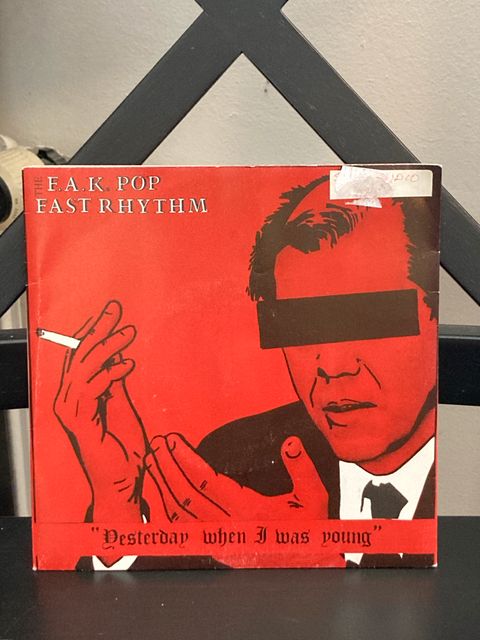 THE F.A.K. POP
FAST RHYTHM
"Yesterday when I was young"